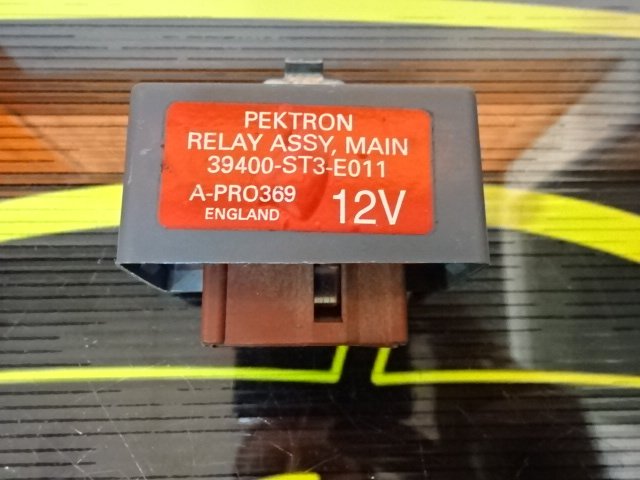 PEKTRON
RELAY ASSY, MAIN
39400-ST3-E011
A-PRO369 12V
ENGLAND